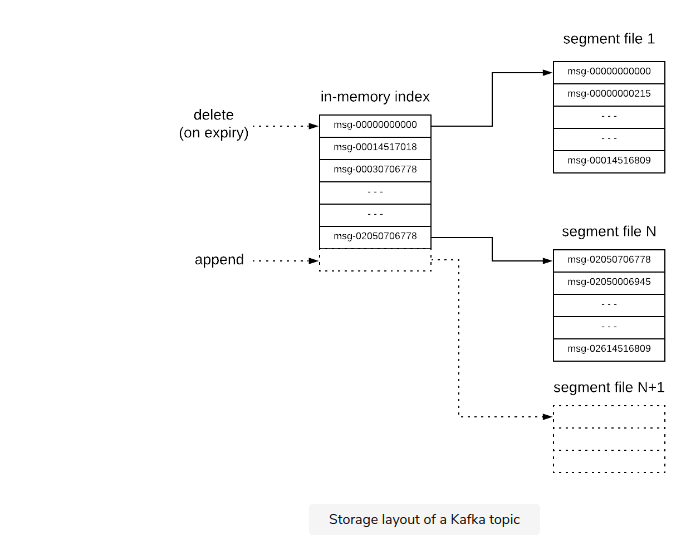 segment file 1
msg-00000000000
msg-00000000215
- - -
- - -
msg-00014516809
in-memory index
delete
(on expiry)
msg-00000000000
msg-00014517018
msg-00030706778
- - -
- - -
msg-02050706778
append
segment file N
msg-02050706778
msg-02050006945
- - -
- - -
msg-02614516809
segment file N+1
Storage layout of a Kafka topic